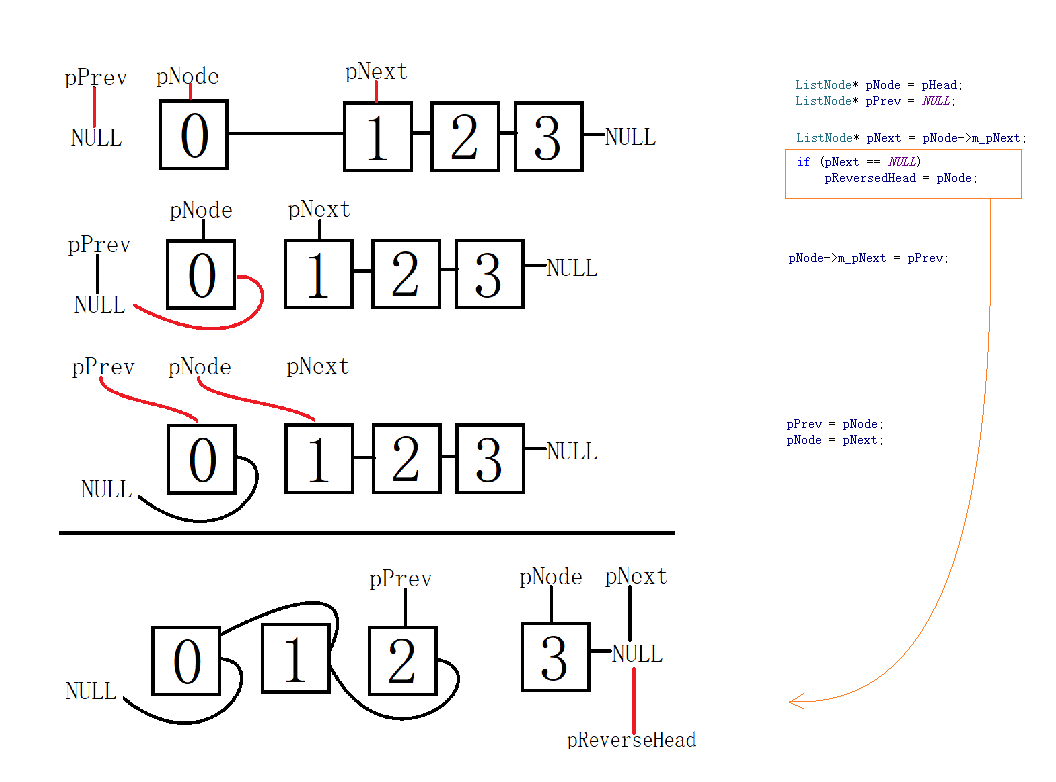 pPrev pNode pNext
NULL 0 1 2 3 NULL
ListNode* pNode = pHead;
ListNode* pPrev = NULL;
ListNode* pNext = pNode->m_pNext;
if (pNext == NULL)
pReversedHead = pNode;
pNode pNext
pPrev
0 1 2 3 NULL
NULL
pNode->m_pNext = pPrev;
pPrev pNode pNext
0 1 2 3 NULL
NULL
pPrev = pNode;
pNode = pNext;
pPrev pNode pNext
0 1 2 3 NULL
NULL
pReverseHead